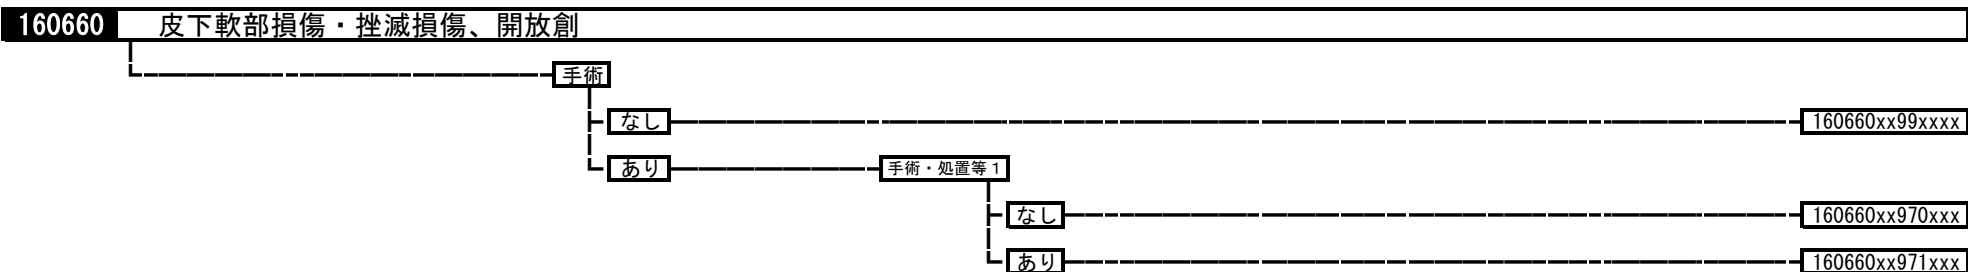 160660 皮下軟部損傷・挫滅損傷、開放創
手術
なし 160660xx99xxxx
あり 手術・処置等1
なし 160660xx970xxx
あり 160660xx971xxx